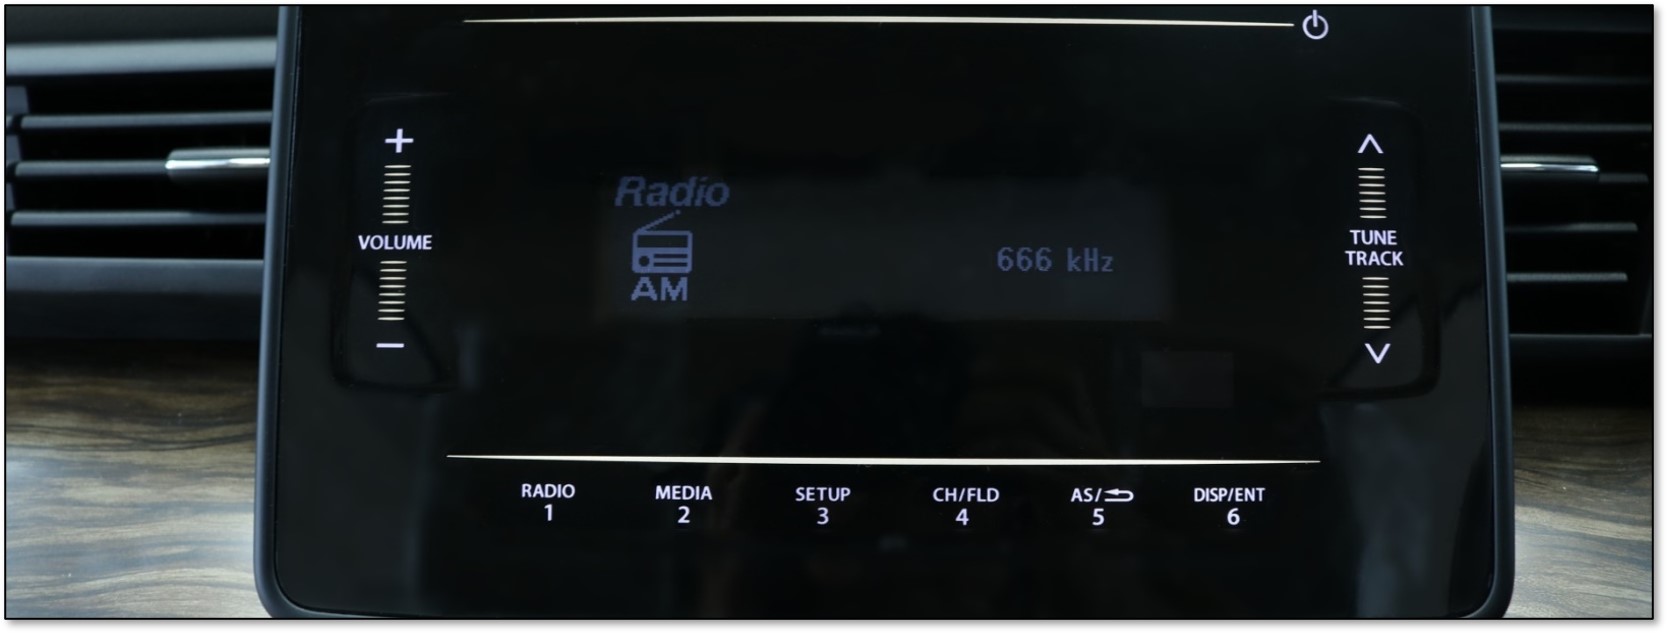 Radio
AM
666 kHz
+
VOLUME
−
TUNE
TRACK
RADIO
1
MEDIA
2
SETUP
3
CH/FLD
4
AS/
5
DISP/ENT
6